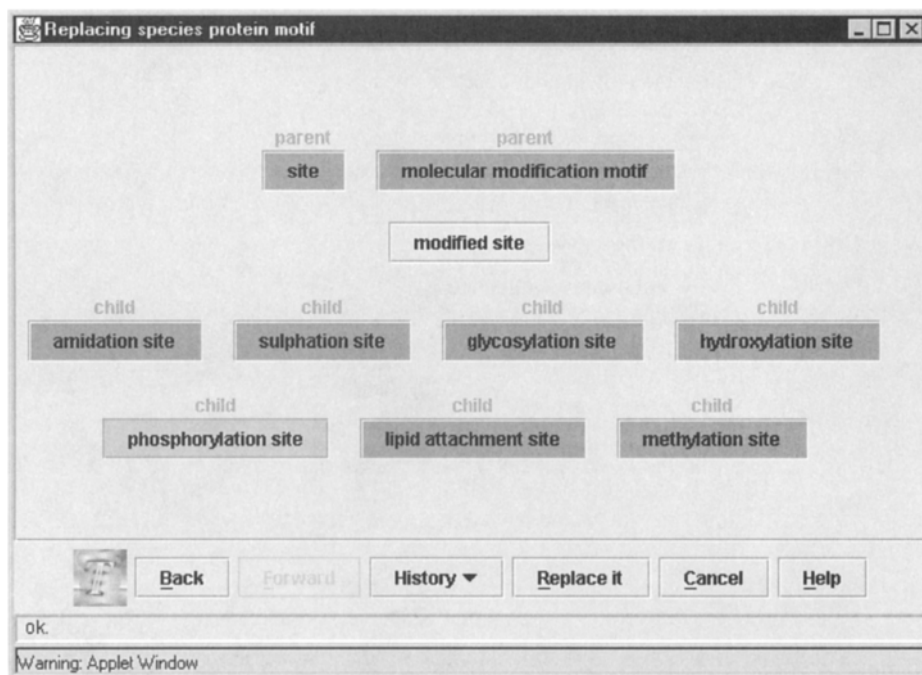 Replacing species protein motif
parent parent
site molecular modification motif
modified site
child child child child
amidation site sulphation site glycosylation site hydroxylation site
child child child
phosphorylation site lipid attachment site methylation site
Back Forward History Replace it Cancel Help
ok.
Warning: Applet Window